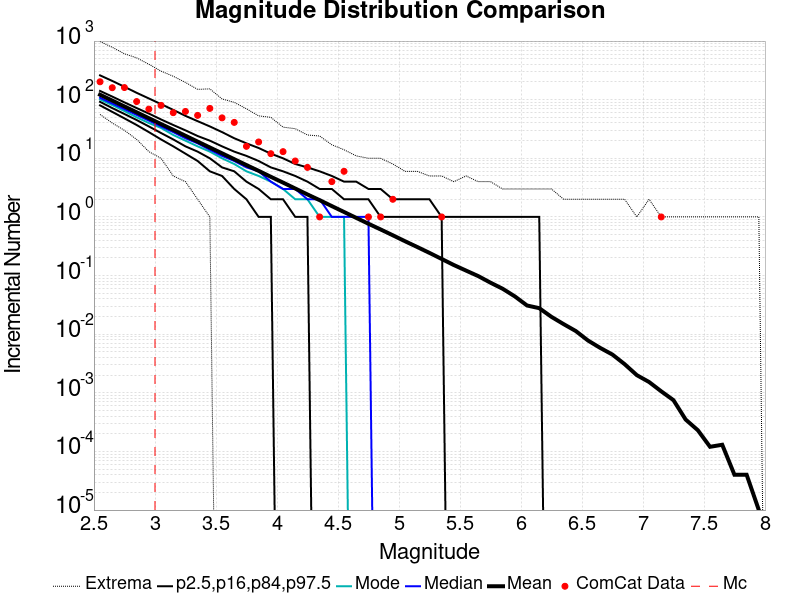 Magnitude Distribution Comparison
10^3
10^2
10^1
10^0
10^-1
10^-2
10^-3
10^-4
10^-5
Incremental Number
2.5 3 3.5 4 4.5 5 5.5 6 6.5 7 7.5 8
Magnitude
Extrema p2.5,p16,p84,p97.5 Mode Median Mean ComCat Data Mc